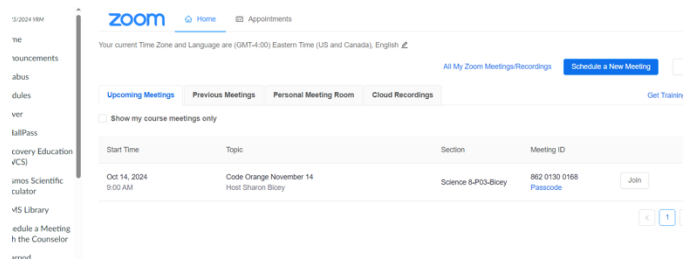 zoom
Home
Appointments
Your current Time Zone and Language are (GMT-4:00) Eastern Time (US and Canada), English
All My Zoom Meetings/Recordings
Schedule a New Meeting
Upcoming Meetings
Previous Meetings
Personal Meeting Room
Cloud Recordings
Get Training
Show my course meetings only
Start Time
Topic
Section
Meeting ID
Oct 14, 2024
9:00 AM
Code Orange November 14
Host Sharon Bicey
Science 8-P03-Bicey
862 0130 0168
Passcode
Join
< 1
me
nouncements
abus
dules
ver
HallPass
covery Education
VCS)
smos Scientific
culator
MS Library
edule a Meeting
h the Counselor